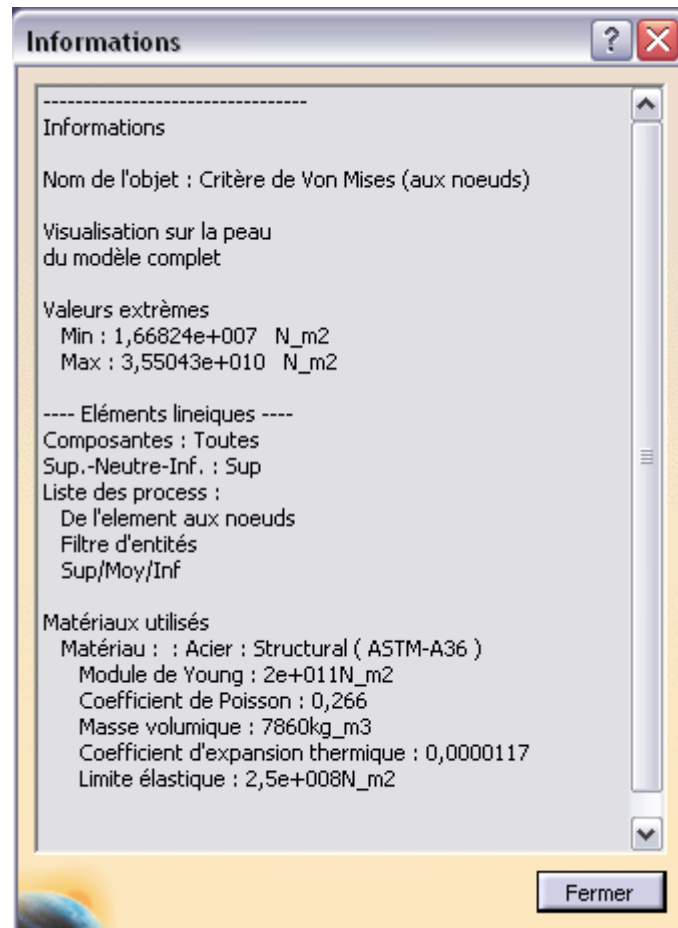 Informations
---------------------------------
Informations
Nom de l'objet : Critère de Von Mises (aux noeuds)
Visualisation sur la peau
du modèle complet
Valeurs extrèmes
Min : 1,66824e+007 N_m2
Max : 3,55043e+010 N_m2
---- Eléments lineiques ----
Composantes : Toutes
Sup.-Neutre-Inf. : Sup
Liste des process :
De l'element aux noeuds
Filtre d'entités
Sup/Moy/Inf
Matériaux utilisés
Matériau : : Acier : Structural ( ASTM-A36 )
Module de Young : 2e+011N_m2
Coefficient de Poisson : 0,266
Masse volumique : 7860kg_m3
Coefficient d'expansion thermique : 0,0000117
Limite élastique : 2,5e+008N_m2
Fermer